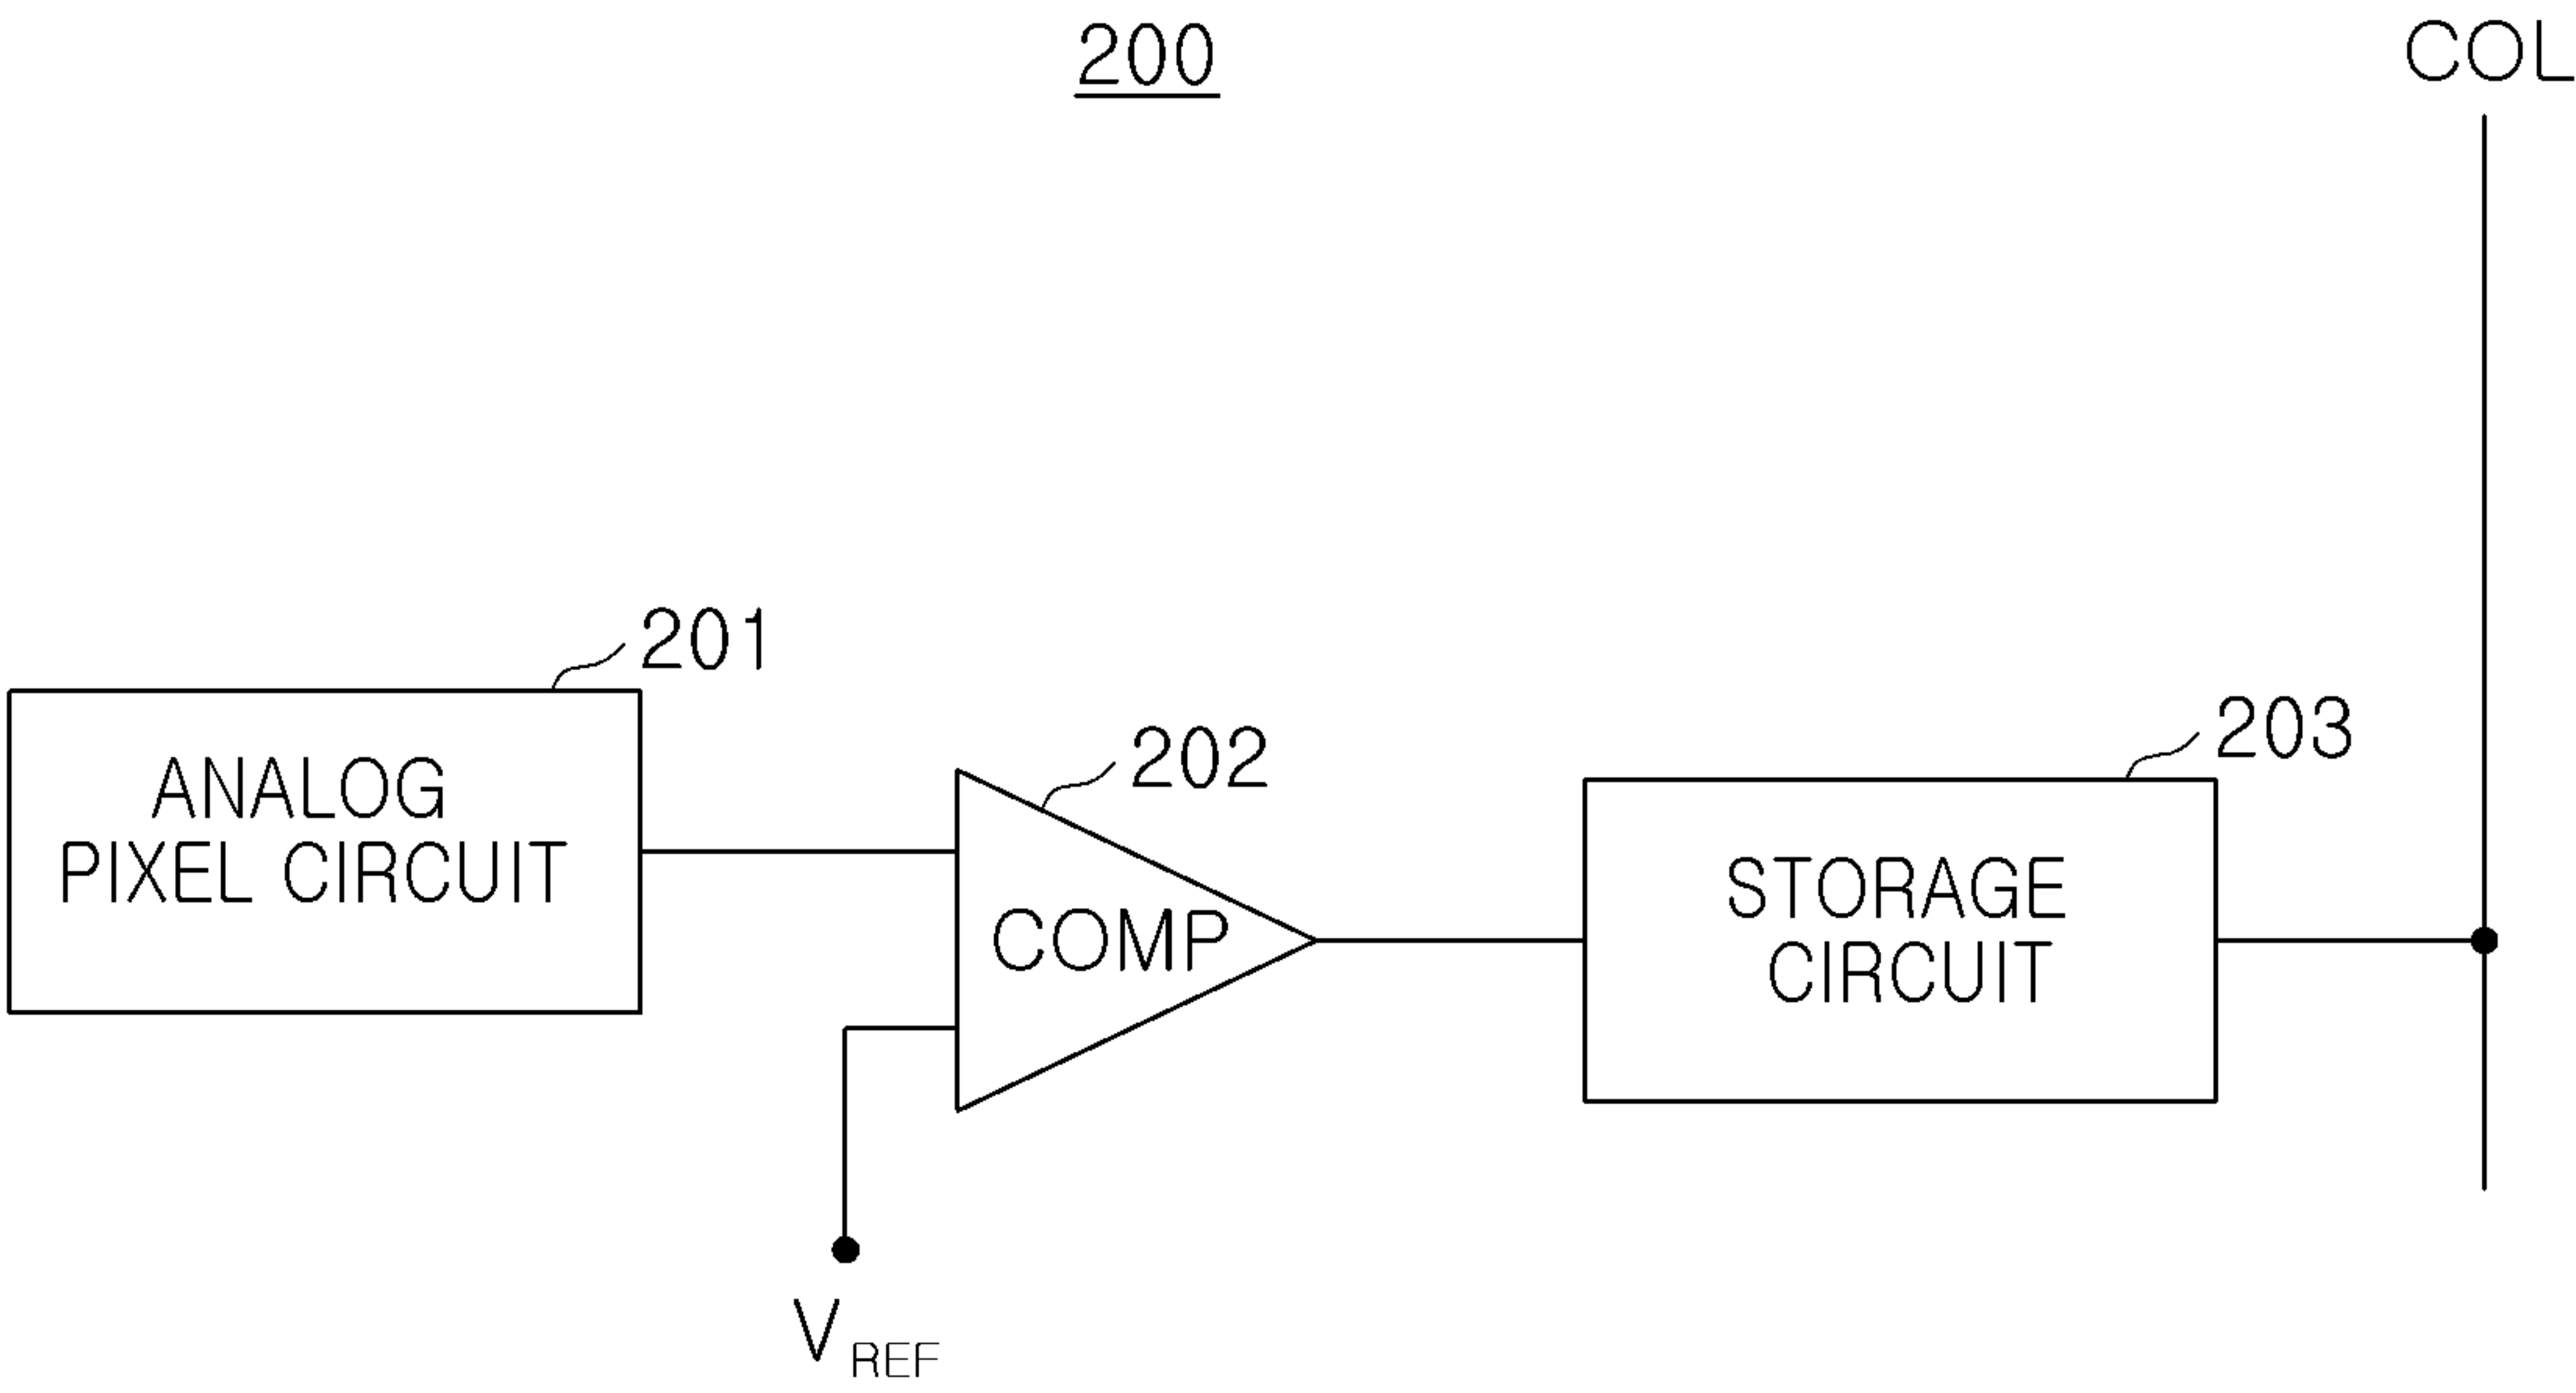 200
COL
201
ANALOG
PIXEL CIRCUIT
202
COMP
203
STORAGE
CIRCUIT
VREF